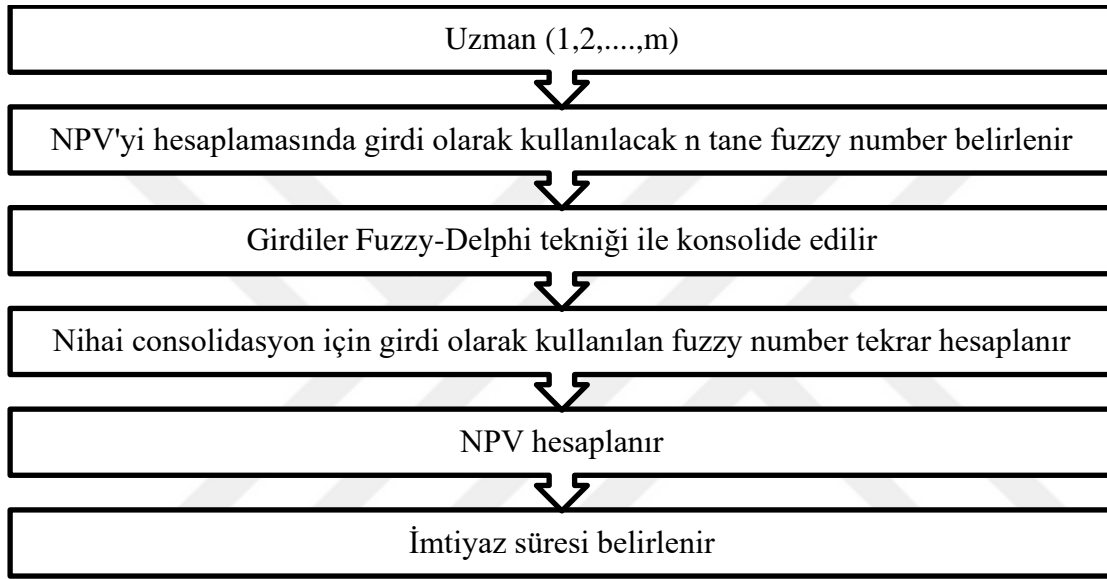 Uzman (1,2,....,m)
NPV'yi hesaplamasında girdi olarak kullanılacak n tane fuzzy number belirlenir
Girdiler Fuzzy-Delphi tekniği ile konsolide edilir
Nihai consolidasyon için girdi olarak kullanılan fuzzy number tekrar hesaplanır
NPV hesaplanır
İmtiyaz süresi belirlenir